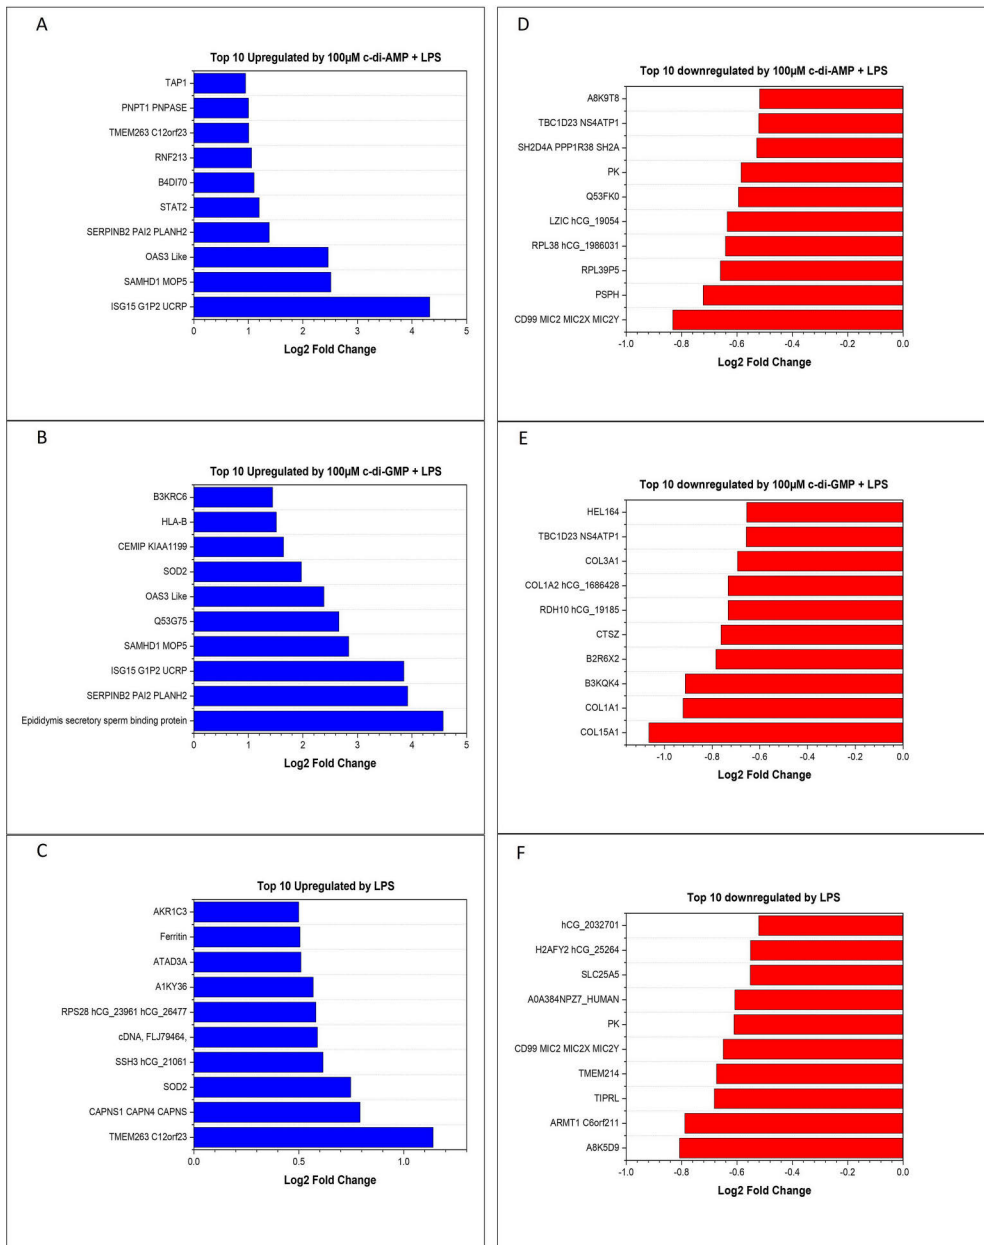 A
Top 10 Upregulated by 100µM c-di-AMP + LPS
TAP1
PNPT1 PNPASE
TMEM263 C12orf23
RNF213
B4DI70
STAT2
SERPINB2 PAI2 PLANH2
OAS3 Like
SAMHD1 MOP5
ISG15 G1P2 UCRP
0 1 2 3 4 5
Log2 Fold Change
D
Top 10 downregulated by 100µM c-di-AMP + LPS
A8K9T8
TBC1D23 NS4ATP1
SH2D4A PPP1R38 SH2A
PK
Q53FK0
LZIC hCG_19054
RPL38 hCG_1986031
RPL39P5
PSPH
CD99 MIC2 MIC2X MIC2Y
-1.0 -0.8 -0.6 -0.4 -0.2 0.0
Log2 Fold Change
B
Top 10 Upregulated by 100µM c-di-GMP + LPS
B3KRC6
HLA-B
CEMIP KIAA1199
SOD2
OAS3 Like
Q53G75
SAMHD1 MOP5
ISG15 G1P2 UCRP
SERPINB2 PAI2 PLANH2
Epididymis secretory sperm binding protein
0 1 2 3 4 5
Log2 Fold Change
E
Top 10 downregulated by 100µM c-di-GMP + LPS
HEL164
TBC1D23 NS4ATP1
COL3A1
COL1A2 hCG_1686428
RDH10 hCG_19185
CTSZ
B2R6X2
B3KQK4
COL1A1
COL15A1
-1.0 -0.8 -0.6 -0.4 -0.2 0.0
Log2 Fold Change
C
Top 10 Upregulated by LPS
AKR1C3
Ferritin
ATAD3A
A1KY36
RPS28 hCG_23961 hCG_26477
cDNA, FLJ79464,
SSH3 hCG_21061
SOD2
CAPNS1 CAPN4 CAPNS
TMEM263 C12orf23
0.0 0.5 1.0
Log2 Fold Change
F
Top 10 downregulated by LPS
hCG_2032701
H2AFY2 hCG_25264
SLC25A5
A0A384NPZ7_HUMAN
PK
CD99 MIC2 MIC2X MIC2Y
TMEM214
TIPRL
ARMT1 C6orf211
A8K5D9
-1.0 -0.8 -0.6 -0.4 -0.2 0.0
Log2 Fold Change